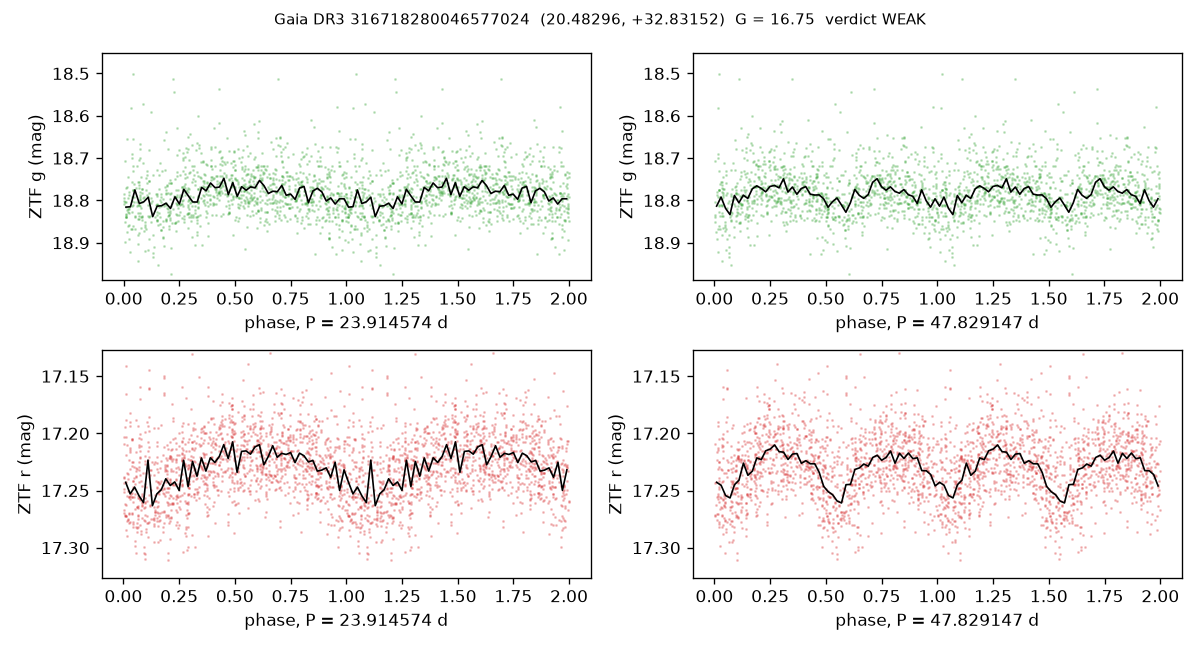 Gaia DR3 316718280046577024  (20.48296, +32.83152)  G = 16.75  verdict WEAK
ZTF g (mag)
18.5
18.6
18.7
18.8
18.9
0.00 0.25 0.50 0.75 1.00 1.25 1.50 1.75 2.00
phase, P = 23.914574 d
ZTF g (mag)
18.5
18.6
18.7
18.8
18.9
0.00 0.25 0.50 0.75 1.00 1.25 1.50 1.75 2.00
phase, P = 47.829147 d
ZTF r (mag)
17.15
17.20
17.25
17.30
0.00 0.25 0.50 0.75 1.00 1.25 1.50 1.75 2.00
phase, P = 23.914574 d
ZTF r (mag)
17.15
17.20
17.25
17.30
0.00 0.25 0.50 0.75 1.00 1.25 1.50 1.75 2.00
phase, P = 47.829147 d